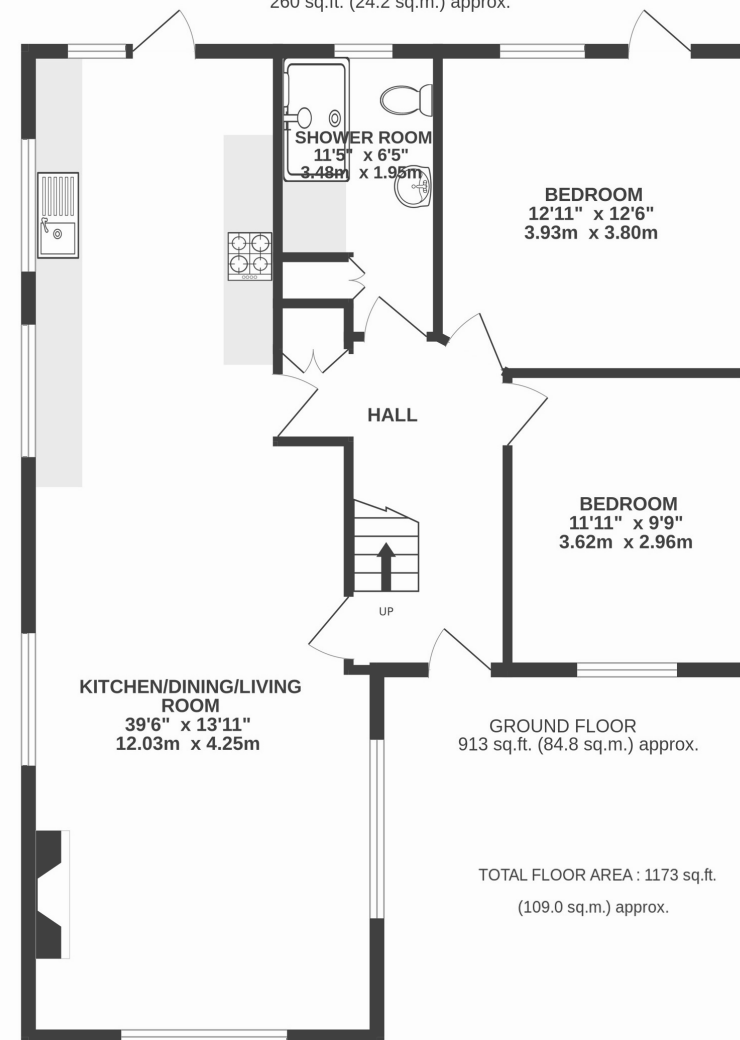 260 sq.ft. (24.2 sq.m.) approx.
SHOWER ROOM
11'5" x 6'5"
3.48m x 1.95m
BEDROOM
12'11" x 12'6"
3.93m x 3.80m
HALL
BEDROOM
11'11" x 9'9"
3.62m x 2.96m
UP
KITCHEN/DINING/LIVING
ROOM
39'6" x 13'11"
12.03m x 4.25m
GROUND FLOOR
913 sq.ft. (84.8 sq.m.) approx.
TOTAL FLOOR AREA : 1173 sq.ft.
(109.0 sq.m.) approx.